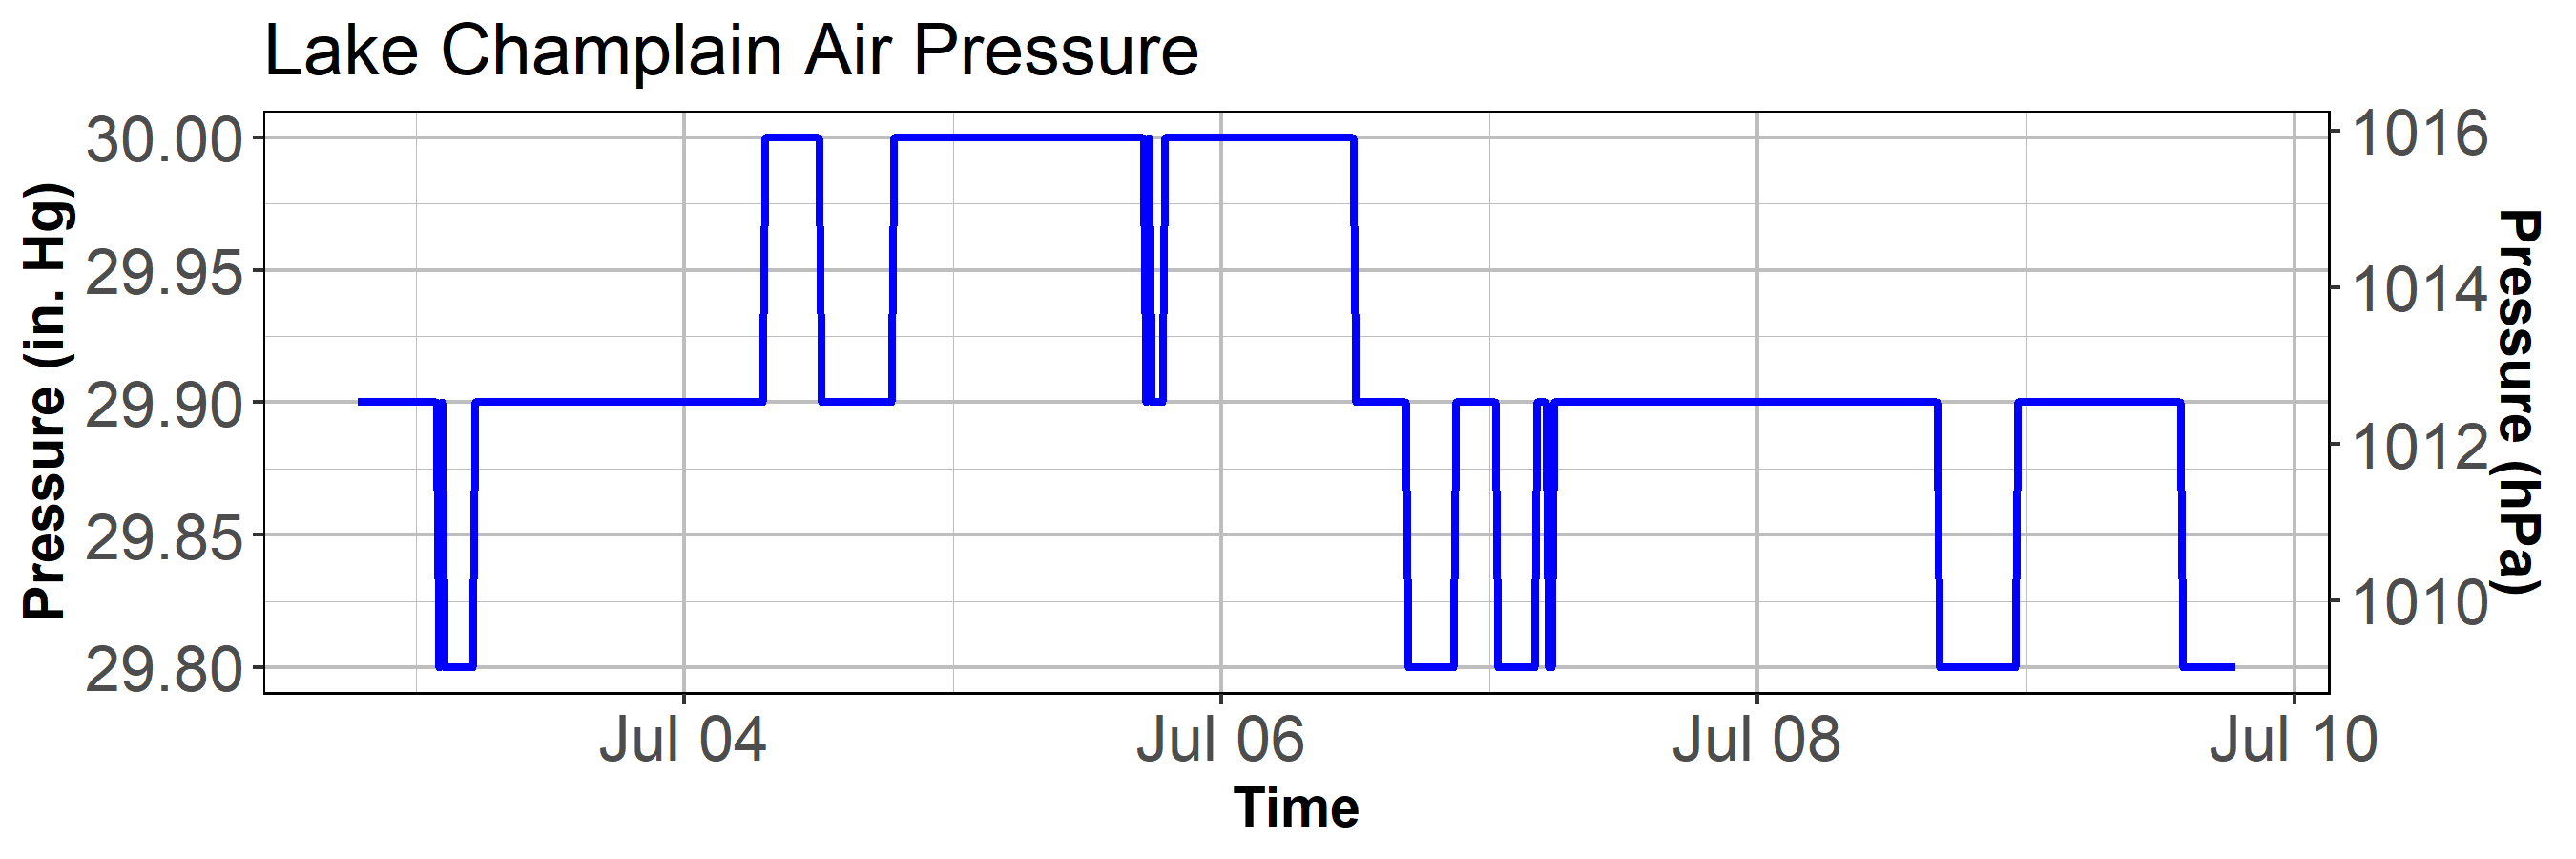 Lake Champlain Air Pressure
Pressure (in. Hg)
30.00
29.95
29.90
29.85
29.80
1016
1014
1012
1010
Pressure (hPa)
Jul 04
Jul 06
Jul 08
Jul 10
Time